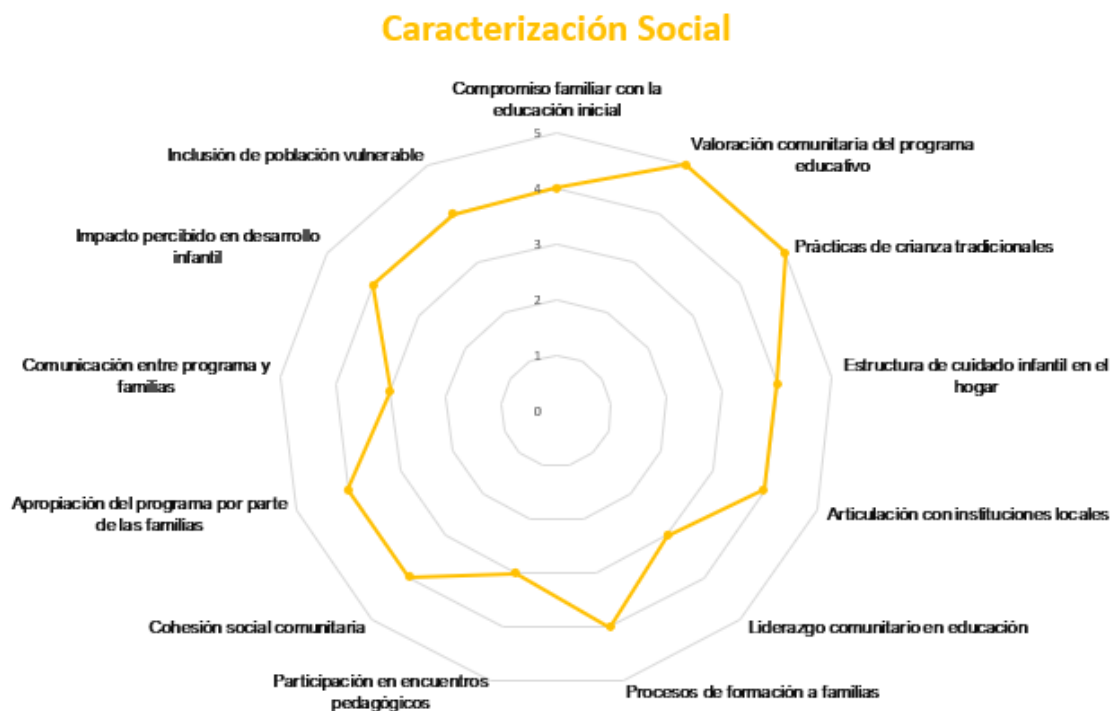 Caracterización Social
Compromiso familiar con la
educación inicial
Valoración comunitaria del programa
educativo
Prácticas de crianza tradicionales
Estructura de cuidado infantil en el
hogar
Articulación con instituciones locales
Liderazgo comunitario en educación
Procesos de formación a familias
Participación en encuentros
pedagógicos
Cohesión social comunitaria
Apropiación del programa por parte
de las familias
Comunicación entre programa y
familias
Impacto percibido en desarrollo
infantil
Inclusión de población vulnerable
5
4
3
2
1
0